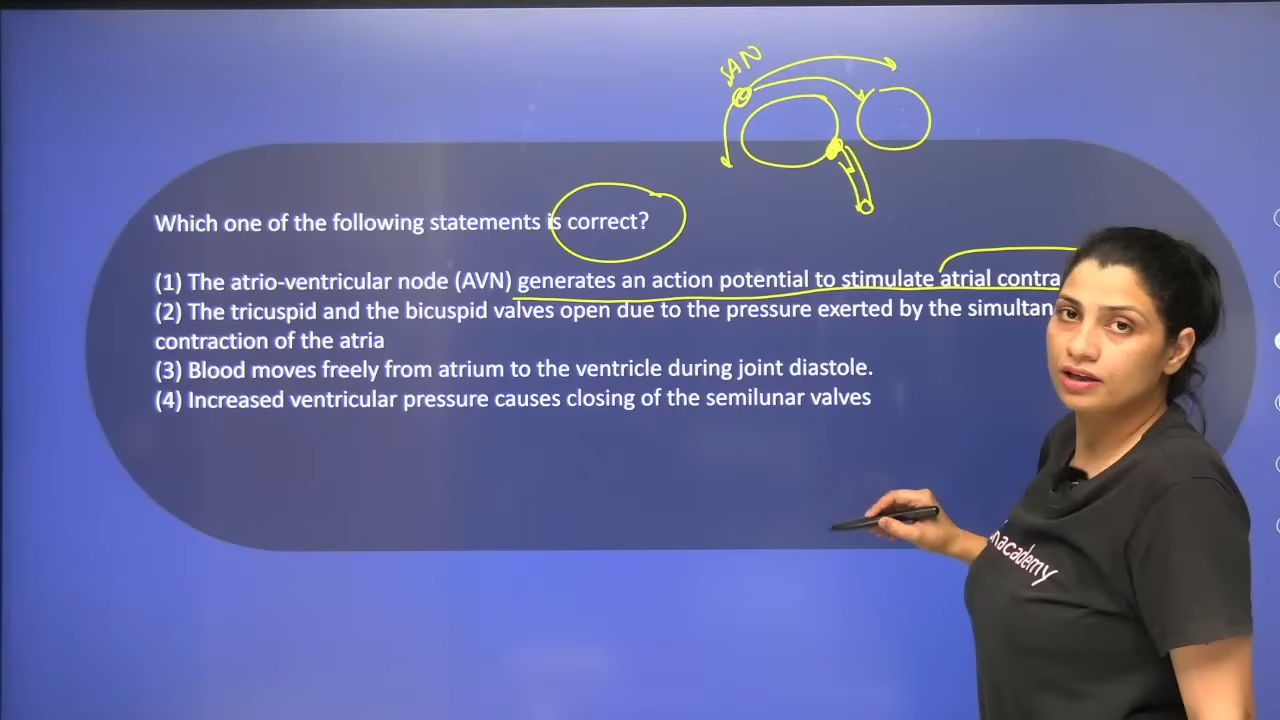 SAN
Which one of the following statements is correct?
(1) The atrio-ventricular node (AVN) generates an action potential to stimulate atrial
(2) The tricuspid and the bicuspid valves open due to the pressure exerted by the
contraction of the atria
(3) Blood moves freely from atrium to the ventricle during joint diastole.
(4) Increased ventricular pressure causes closing of the semilunar valves